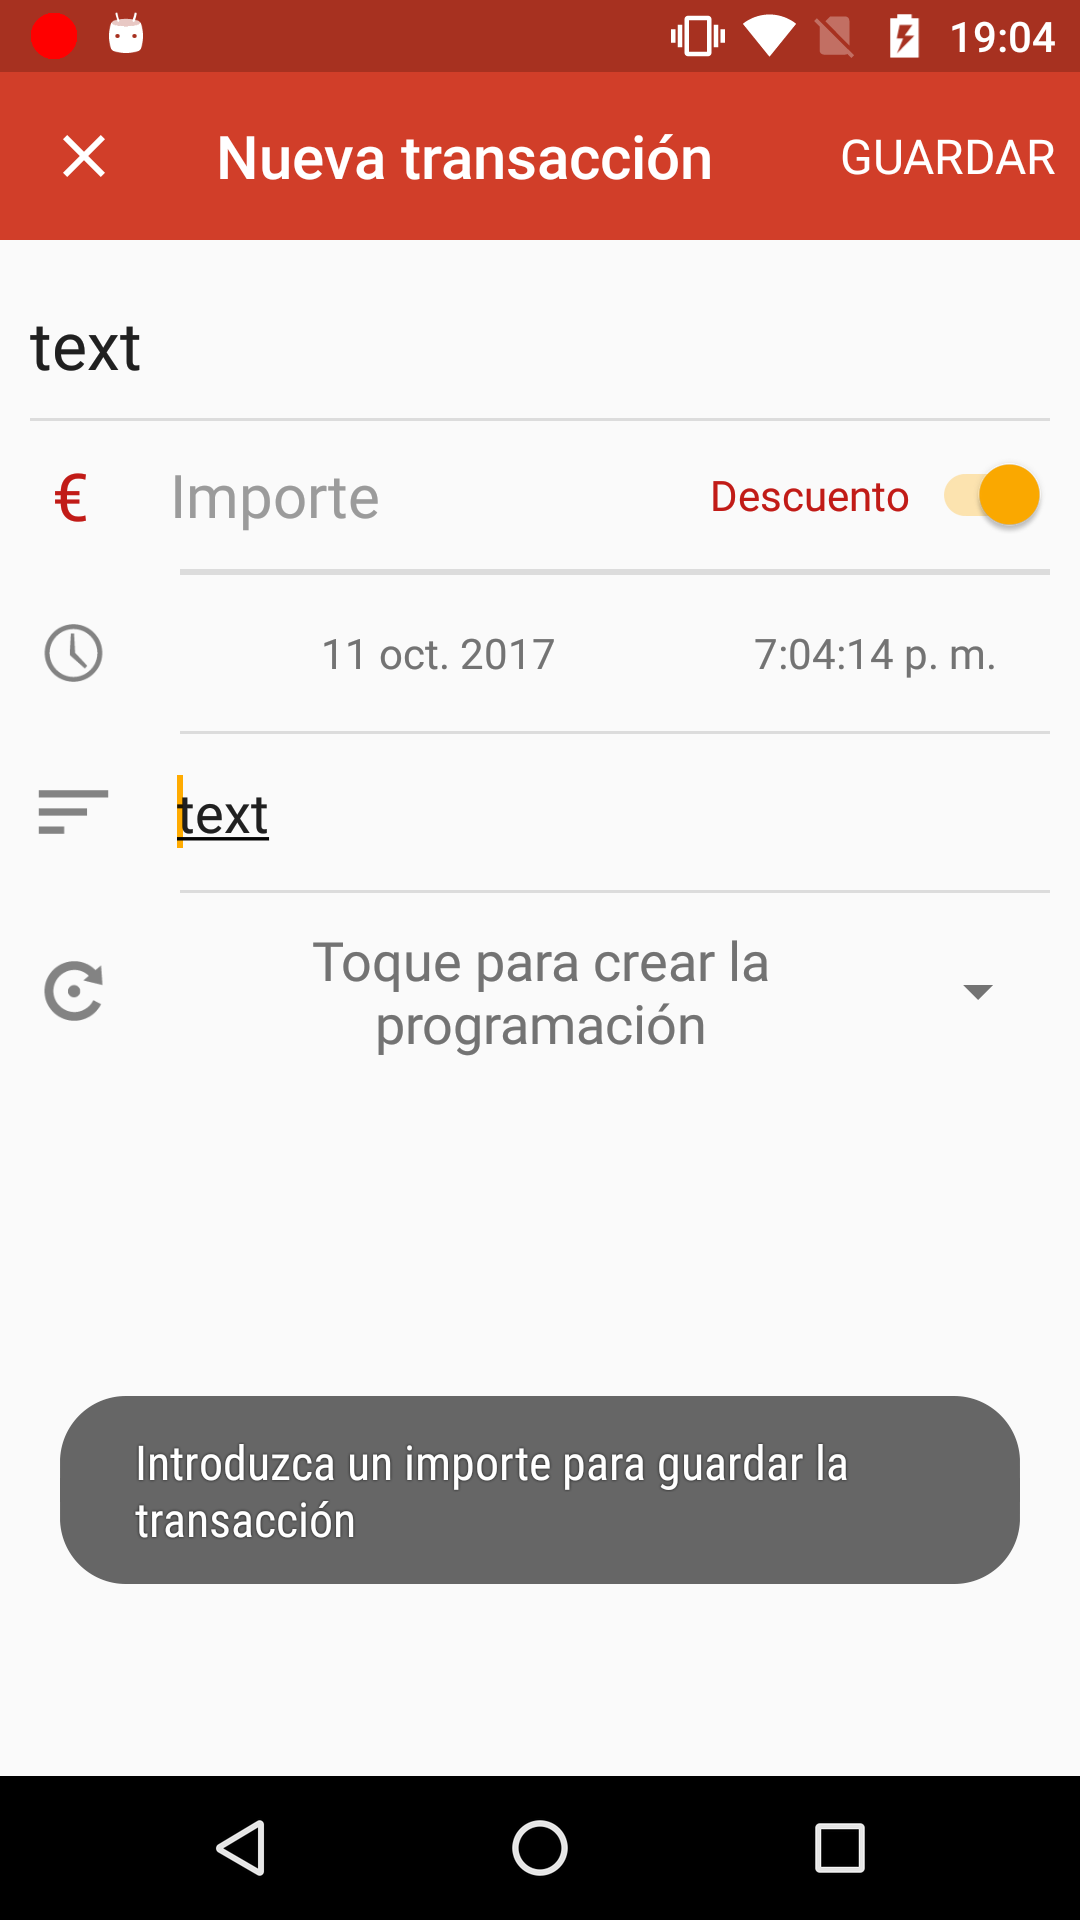 19:04
Nueva transacción GUARDAR
text
€ Importe Descuento
11 oct. 2017 7:04:14 p. m.
text
Toque para crear la
programación
Introduzca un importe para guardar la
transacción